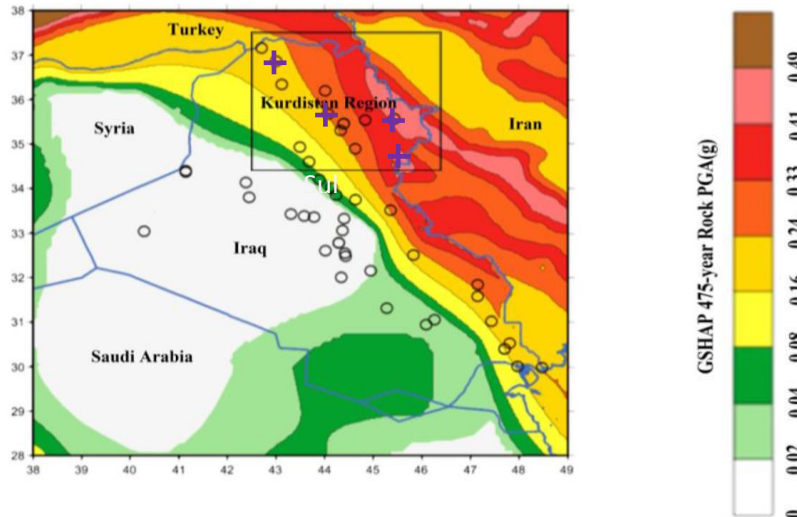 38
37
36
35
34
33
32
31
30
29
28
Turkey
Kurdistan Region
Syria
Iran
Sul
Iraq
Saudi Arabia
38 39 40 41 42 43 44 45 46 47 48 49
GSHAP 475-year Rock PGA(g)
0.49
0.41
0.33
0.24
0.16
0.08
0.04
0.02
0